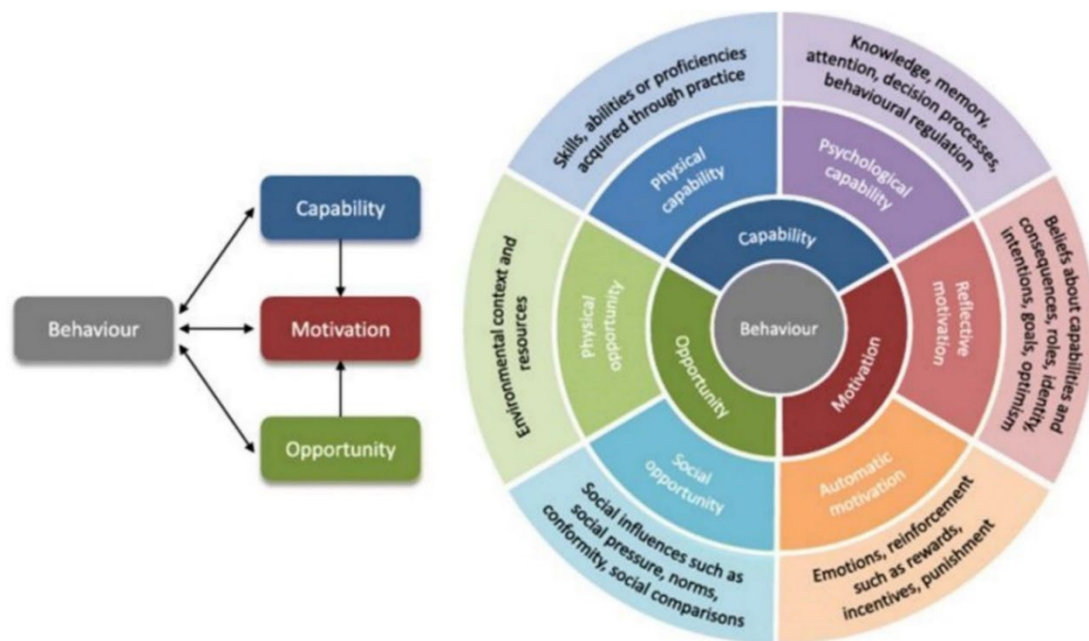 Capability
Behaviour
Motivation
Opportunity
Skills, abilities or proficiencies
acquired through practice
Knowledge, memory,
attention, decision processes,
behavioural regulation
Physical
capability
Psychological
capability
Capability
Environmental context and
resources
Physical
opportunity
Opportunity
Behaviour
Motivation
Reflective
motivation
Beliefs about capabilities and
consequences, roles, identity,
intentions, goals, optimism
Social
opportunity
Automatic
motivation
Social influences such as
social pressure, norms,
conformity, social comparisons
Emotions, reinforcement
such as rewards,
incentives, punishment